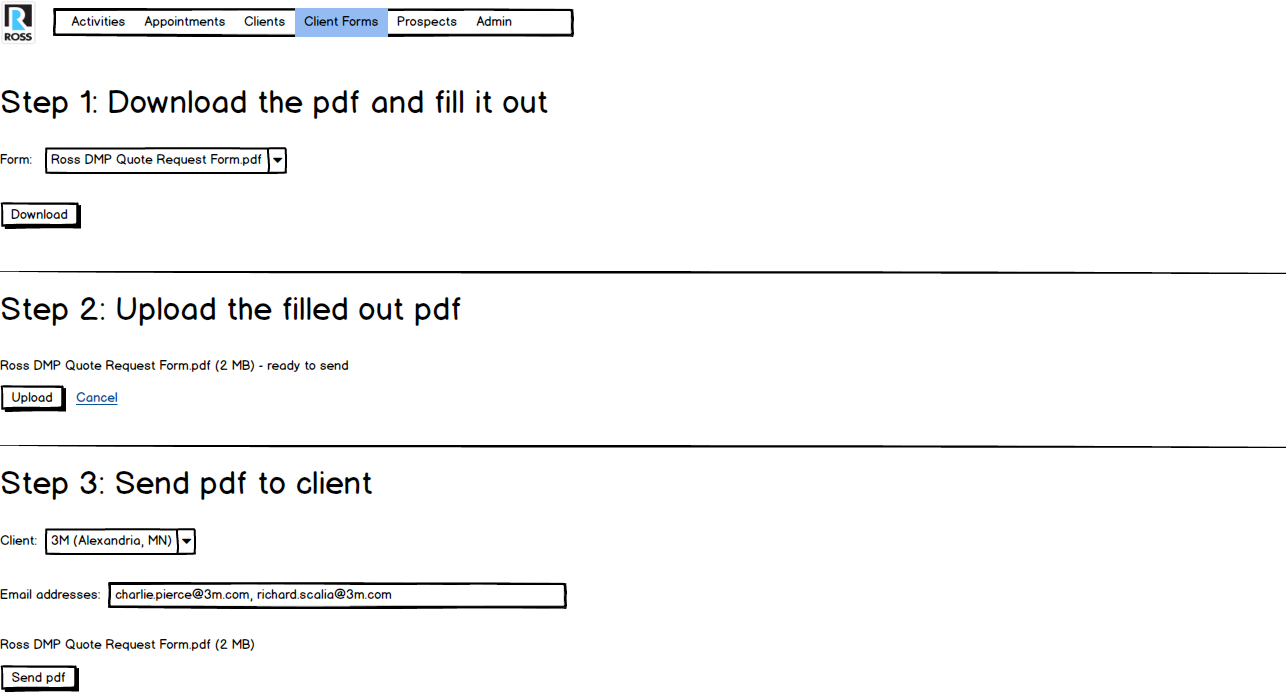 R
ROSS
Activities Appointments Clients Client Forms Prospects Admin
Step 1: Download the pdf and fill it out
Form: Ross DMP Quote Request Form.pdf
Download
Step 2: Upload the filled out pdf
Ross DMP Quote Request Form.pdf (2 MB) - ready to send
Upload Cancel
Step 3: Send pdf to client
Client: 3M (Alexandria, MN)
Email addresses: charlie.pierce@3m.com, richard.scalia@3m.com
Ross DMP Quote Request Form.pdf (2 MB)
Send pdf